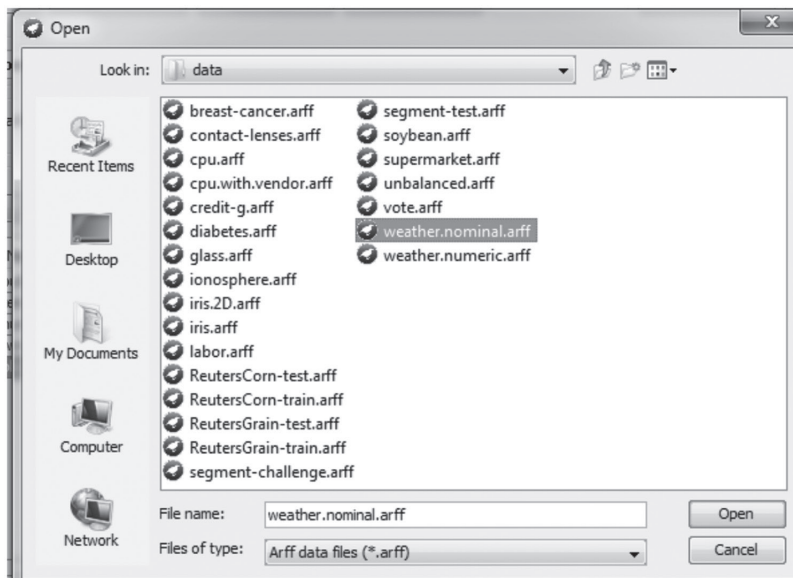 Open
Look in:
data
Recent Items
Desktop
My Documents
Computer
Network
breast-cancer.arff
contact-lenses.arff
cpu.arff
cpu.with.vendor.arff
credit-g.arff
diabetes.arff
glass.arff
ionosphere.arff
iris.2D.arff
iris.arff
labor.arff
ReutersCorn-test.arff
ReutersCorn-train.arff
ReutersGrain-test.arff
ReutersGrain-train.arff
segment-challenge.arff
segment-test.arff
soybean.arff
supermarket.arff
unbalanced.arff
vote.arff
weather.nominal.arff
weather.numeric.arff
File name: weather.nominal.arff
Open
Files of type: Arff data files (*.arff)
Cancel